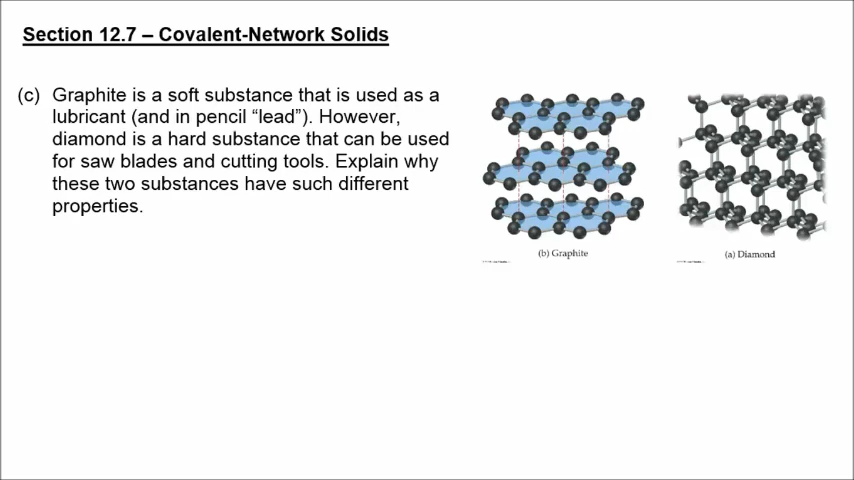 Section 12.7 – Covalent-Network Solids
(c) Graphite is a soft substance that is used as a
lubricant (and in pencil “lead”). However,
diamond is a hard substance that can be used
for saw blades and cutting tools. Explain why
these two substances have such different
properties.
(b) Graphite
(a) Diamond